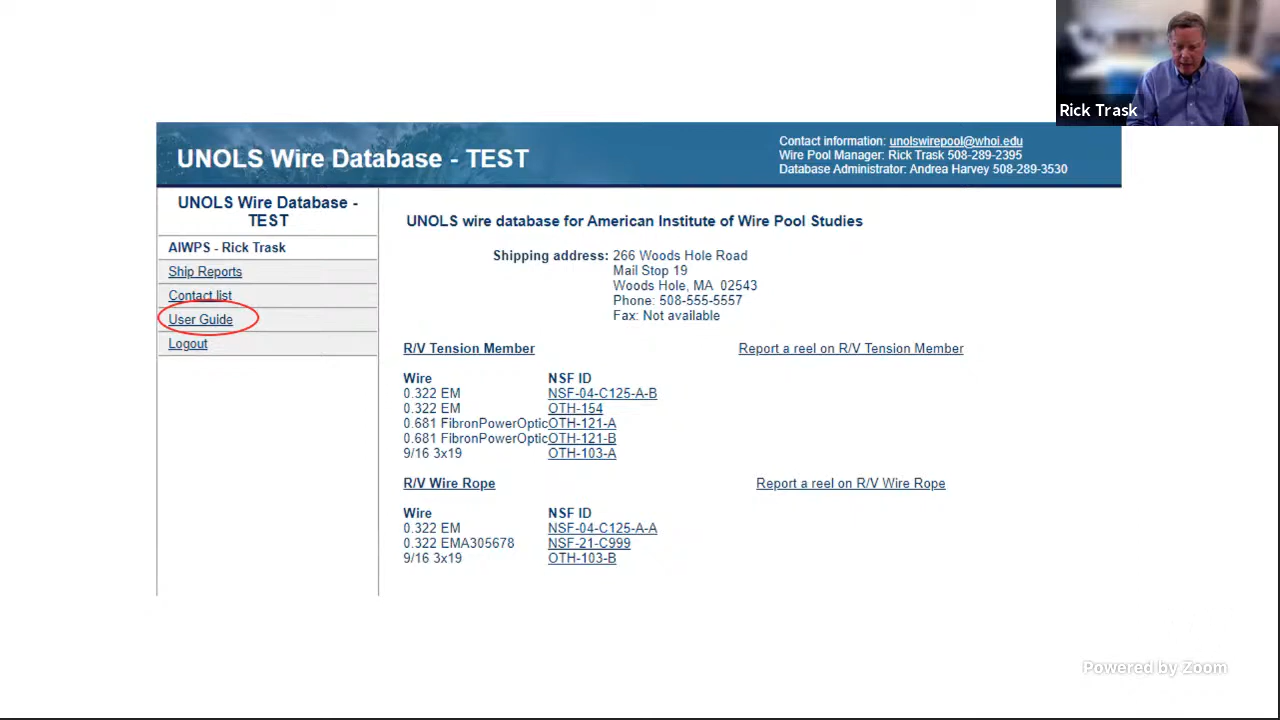 Rick Trask
UNOLS Wire Database - TEST
Contact information: unolswirepool@whoi.edu
Wire Pool Manager: Rick Trask 508-289-2395
Database Administrator: Andrea Harvey 508-289-3530
UNOLS Wire Database -
TEST
AIWPS - Rick Trask
Ship Reports
Contact list
User Guide
Logout
UNOLS wire database for American Institute of Wire Pool Studies
Shipping address: 266 Woods Hole Road
Mail Stop 19
Woods Hole, MA 02543
Phone: 508-555-5557
Fax: Not available
R/V Tension Member Report a reel on R/V Tension Member
Wire NSF ID
0.322 EM NSF-04-C125-A-B
0.322 EM OTH-154
0.681 FibronPowerOptic OTH-121-A
0.681 FibronPowerOptic OTH-121-B
9/16 3x19 OTH-103-A
R/V Wire Rope Report a reel on R/V Wire Rope
Wire NSF ID
0.322 EM NSF-04-C125-A-A
0.322 EMA305678 NSF-21-C999
9/16 3x19 OTH-103-B
Powered by Zoom